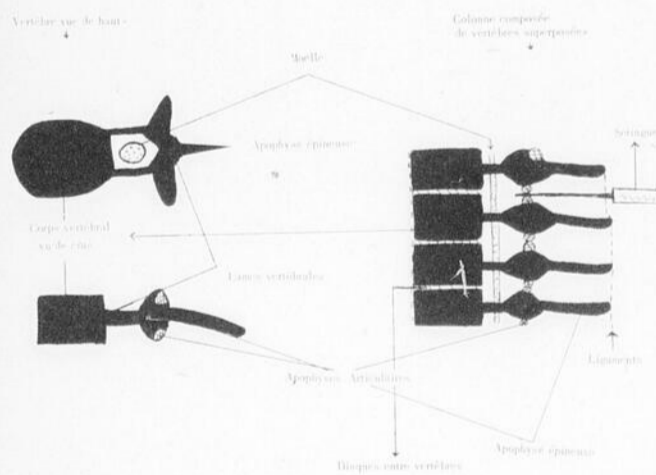 Vertèbre vue de haut-
Colonne composée
de vertèbres superposées
Moëlle
Seringue
Apophyse épineuse
Corps vertébral
vu de côté
Lames vertébrales
Apophyses Articulaires
Ligaments
Apophyse épineuse
Disques entre vertèbres